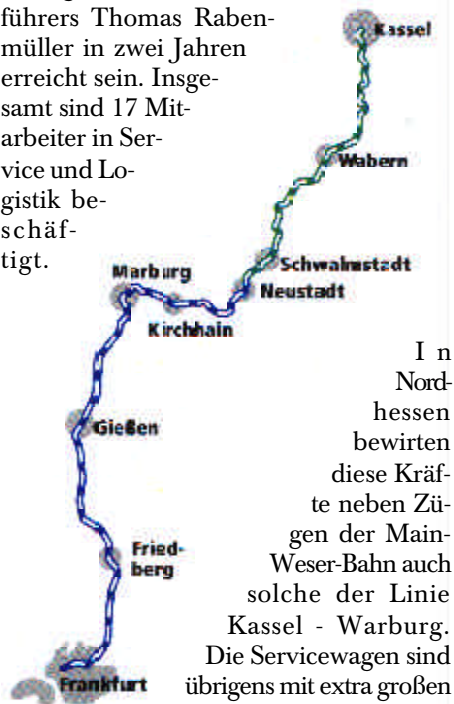 führers Thomas Raben-
müller in zwei Jahren
erreicht sein. Insge-
samt sind 17 Mit-
arbeiter in Ser-
vice und Lo-
gistik be-
schäf-
tigt.
Kassel
Wabern
Schwalmstadt
Neustadt
Marburg
Kirchhain
Gießen
Fried-
berg
Frankfurt
In
Nord-
hessen
bewirten
diese Kräf-
te neben Zü-
gen der Main-
Weser-Bahn auch
solche der Linie
Kassel - Warburg.
Die Servicewagen sind
übrigens mit extra großen